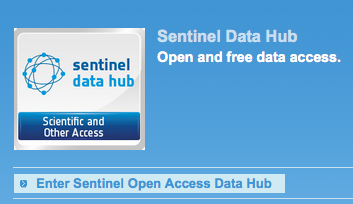 Sentinel Data Hub
Open and free data access.
sentinel
data hub
Scientific and
Other Access
Enter Sentinel Open Access Data Hub